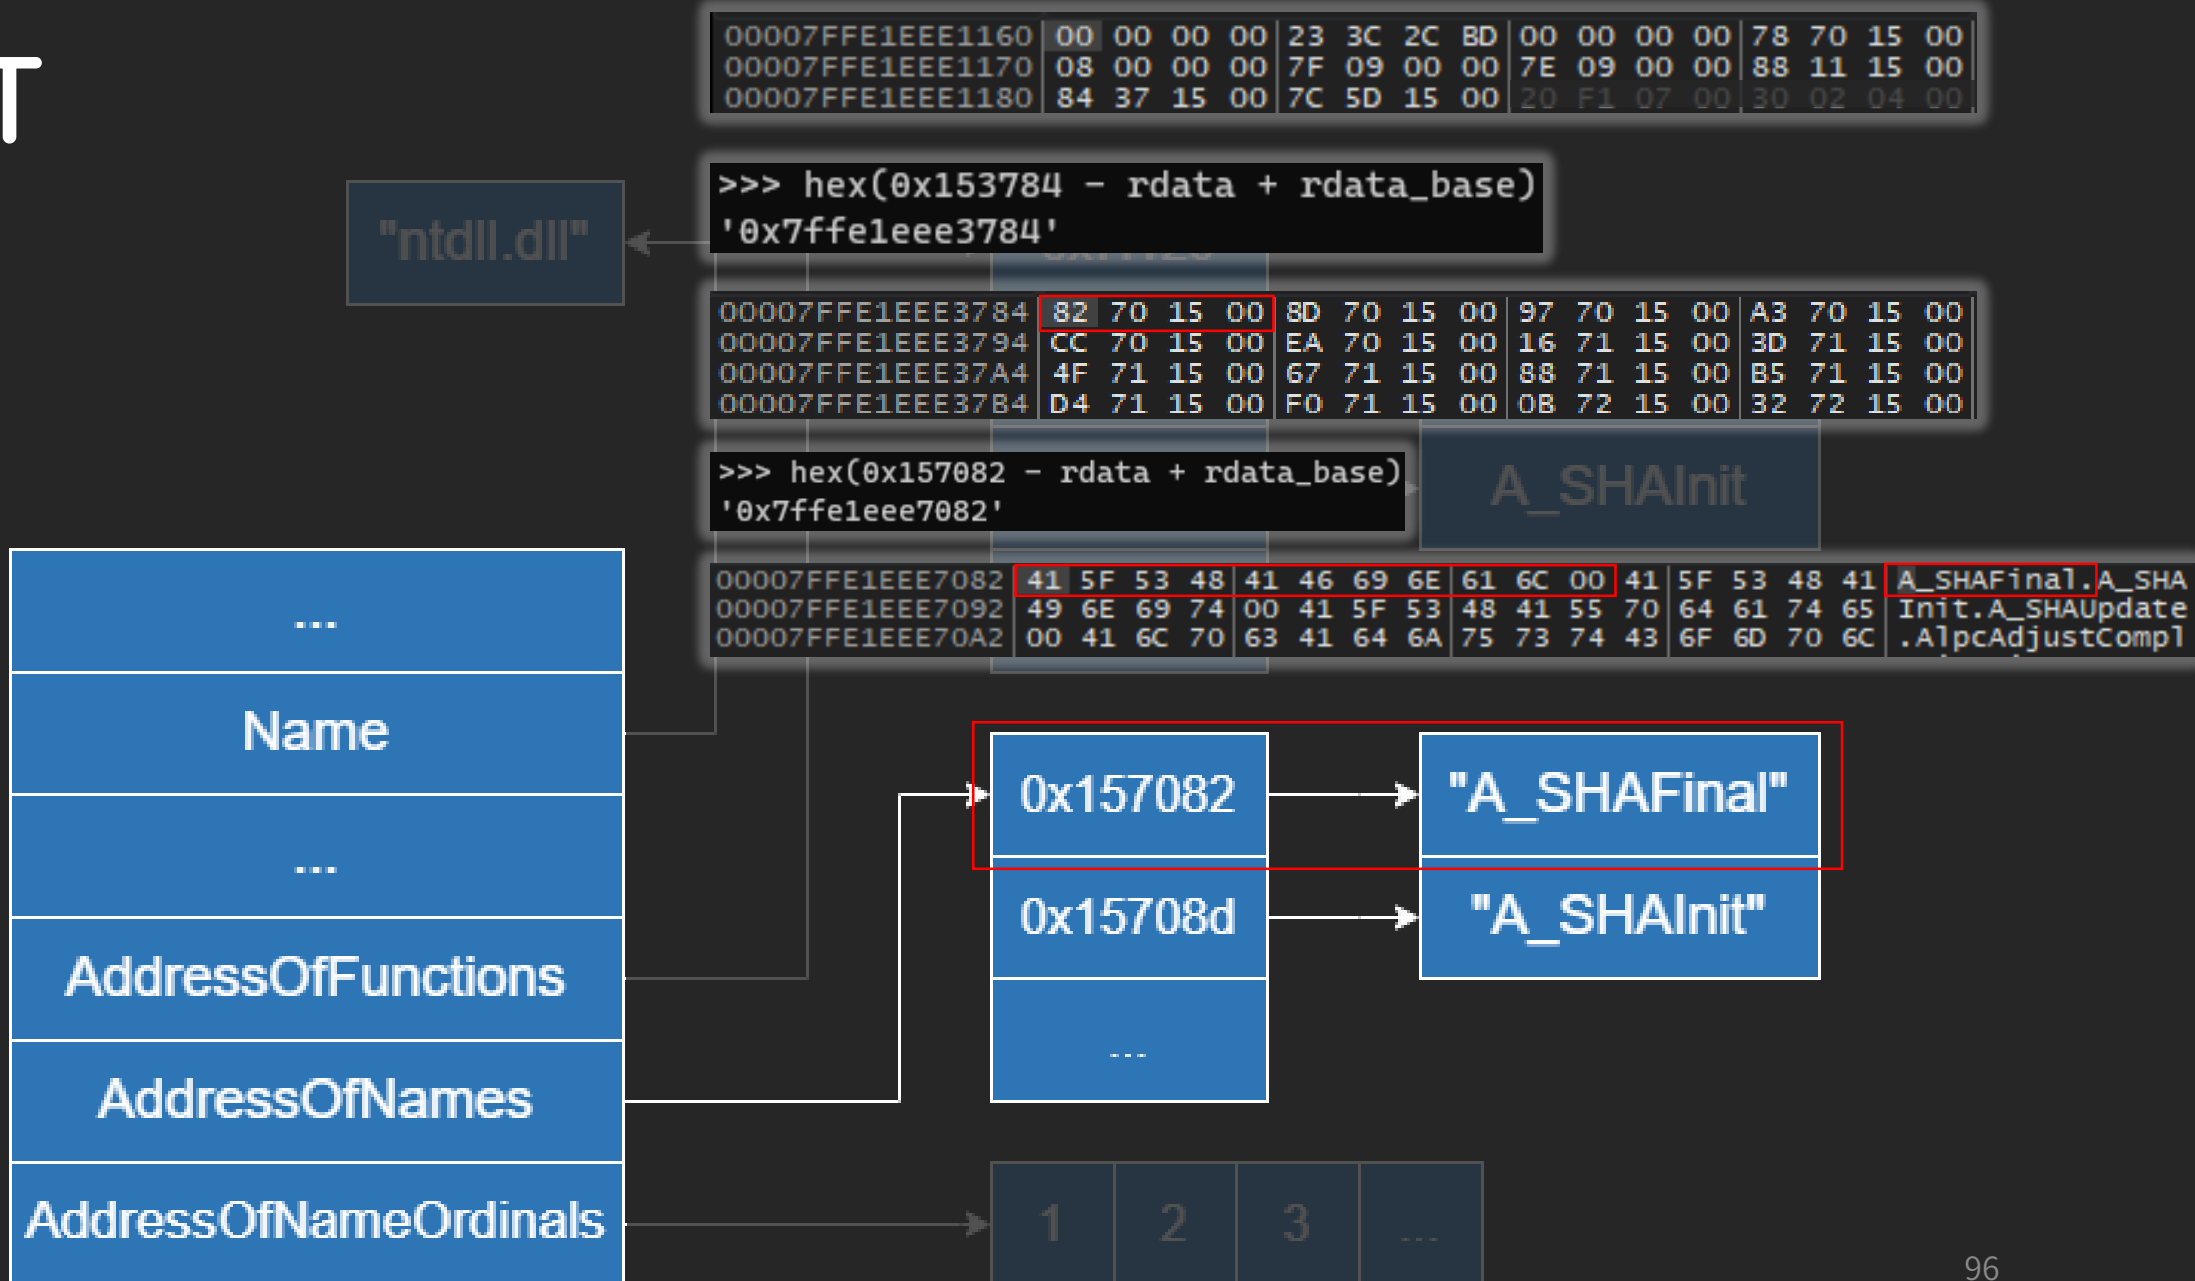 T
00007FFE1EEE1160 00 00 00 00 23 3C 2C BD 00 00 00 00 78 70 15 00
00007FFE1EEE1170 08 00 00 00 7F 09 00 00 7E 09 00 00 88 11 15 00
00007FFE1EEE1180 84 37 15 00 7C 5D 15 00 20 F1 07 00 30 02 04 00
>>> hex(0x153784 - rdata + rdata_base)
'0x7ffe1eee3784'
"ntdll.dll"
00007FFE1EEE3784 82 70 15 00 8D 70 15 00 97 70 15 00 A3 70 15 00
00007FFE1EEE3794 CC 70 15 00 EA 70 15 00 16 71 15 00 3D 71 15 00
00007FFE1EEE37A4 4F 71 15 00 67 71 15 00 88 71 15 00 B5 71 15 00
00007FFE1EEE37B4 D4 71 15 00 F0 71 15 00 0B 72 15 00 32 72 15 00
>>> hex(0x157082 - rdata + rdata_base)
'0x7ffe1eee7082'
A_SHAInit
00007FFE1EEE7082 41 5F 53 48 41 46 69 6E 61 6C 00 41 5F 53 48 41 A_SHAFinal.A_SHA
00007FFE1EEE7092 49 6E 69 74 00 41 5F 53 48 41 55 70 64 61 74 65 Init.A_SHAUpdate
00007FFE1EEE70A2 00 41 6C 70 63 41 64 6A 75 73 74 43 6F 6D 70 6C .AlpcAdjustCompl
...
Name
...
AddressOfFunctions
AddressOfNames
AddressOfNameOrdinals
0x157082
"A_SHAFinal"
0x15708d
"A_SHAInit"
...
1 2 3 ...
96